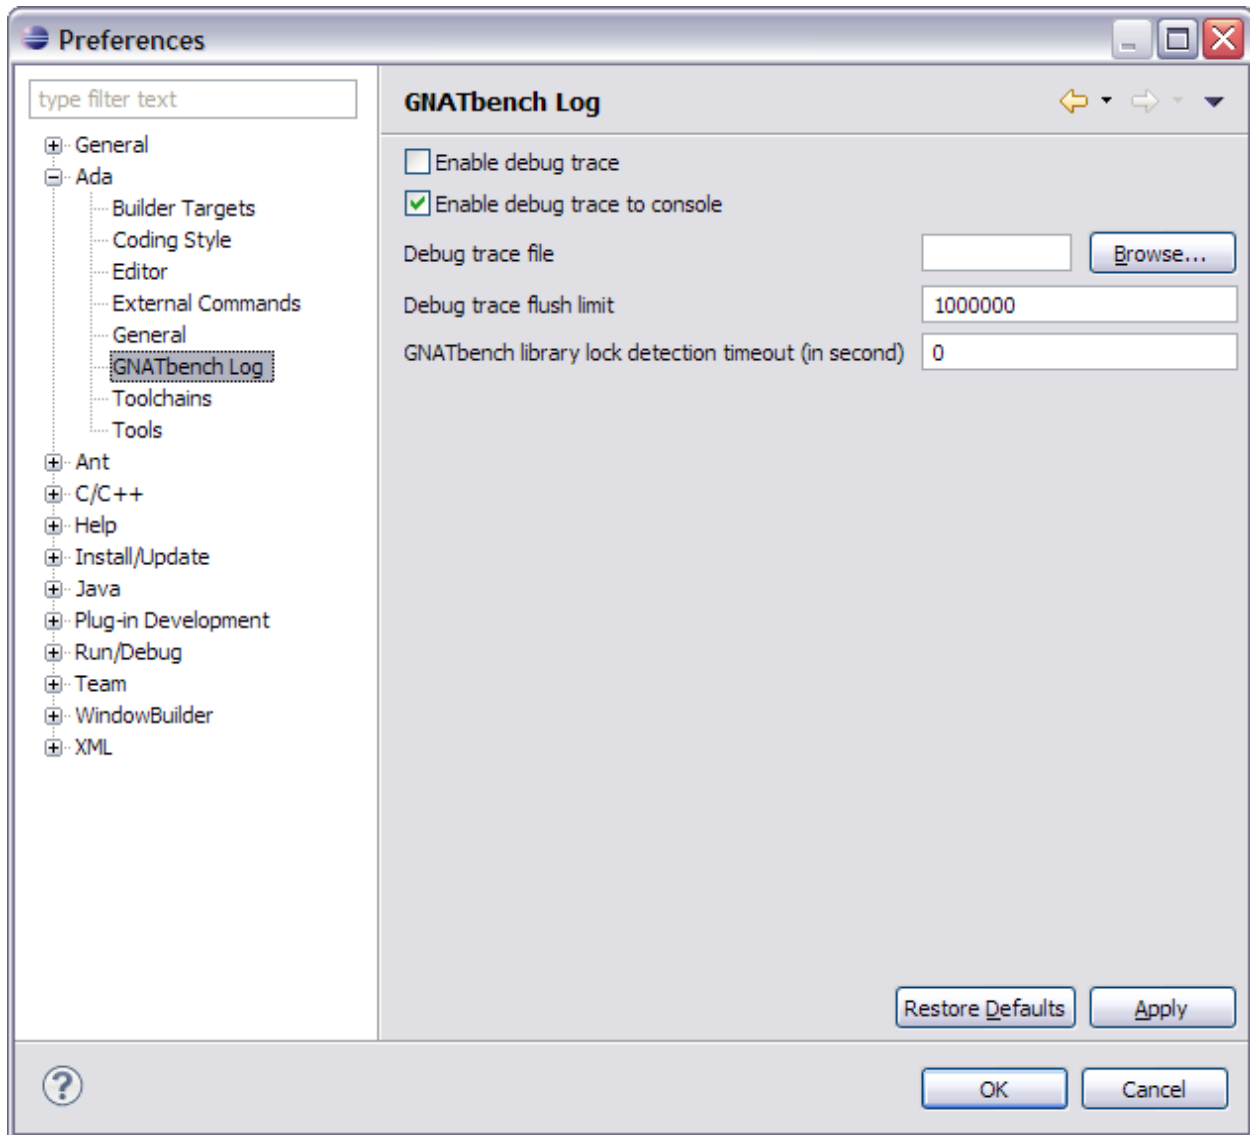 Preferences
type filter text
General
Ada
Builder Targets
Coding Style
Editor
External Commands
General
GNATbench Log
Toolchains
Tools
Ant
C/C++
Help
Install/Update
Java
Plug-in Development
Run/Debug
Team
WindowBuilder
XML
GNATbench Log
Enable debug trace
Enable debug trace to console
Debug trace file Browse...
Debug trace flush limit 1000000
GNATbench library lock detection timeout (in second) 0
Restore Defaults Apply
? OK Cancel